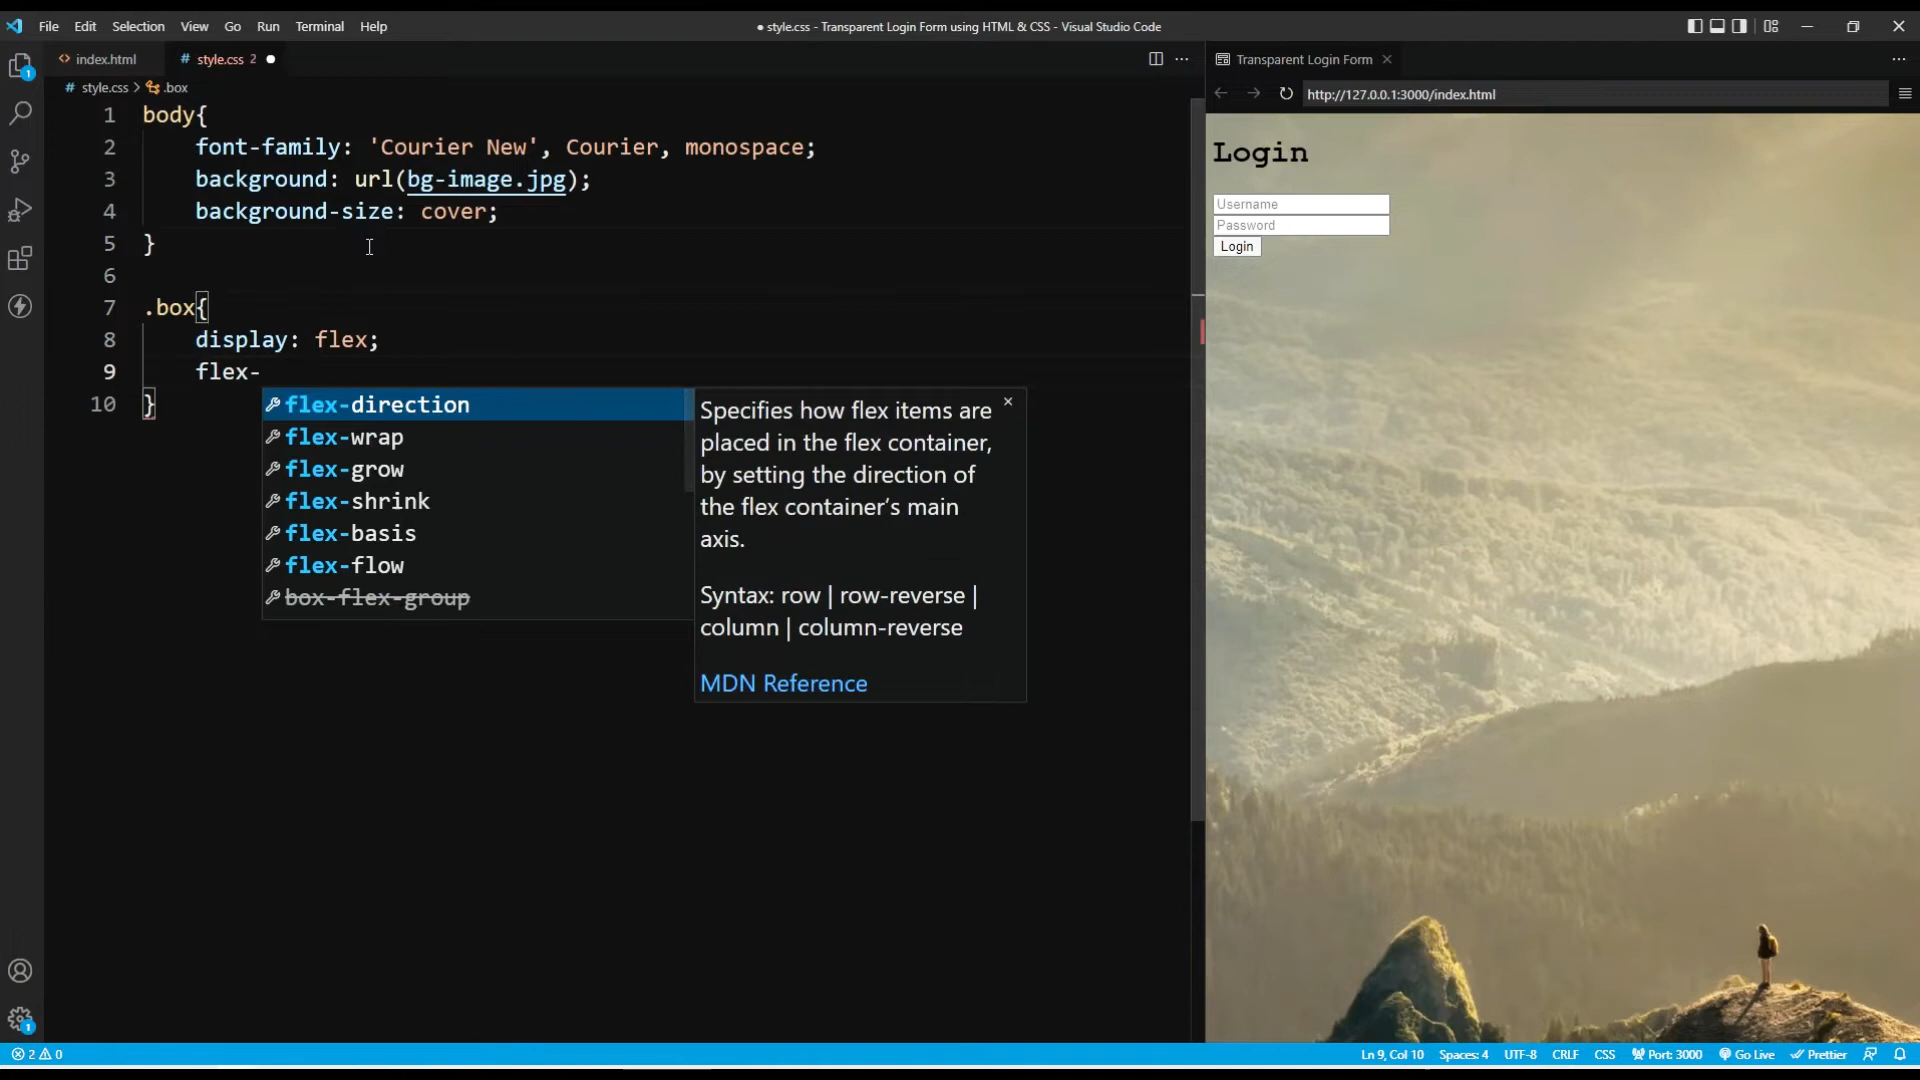 File Edit Selection View Go Run Terminal Help
● style.css - Transparent Login Form using HTML & CSS - Visual Studio Code
<> index.html
# style.css 2 ●
Transparent Login Form
# style.css > .box
http://127.0.0.1:3000/index.html
1 body{
2 font-family: 'Courier New', Courier, monospace;
3 background: url(bg-image.jpg);
4 background-size: cover;
5 }
6
7 .box{
8 display: flex;
9 flex-
10 }
flex-direction
flex-wrap
flex-grow
flex-shrink
flex-basis
flex-flow
box-flex-group
Specifies how flex items are
placed in the flex container,
by setting the direction of
the flex container's main
axis.
Syntax: row | row-reverse |
column | column-reverse
MDN Reference
Login
Username
Password
Login
1
1
2 0
Ln 9, Col 10 Spaces: 4 UTF-8 CRLF CSS Port: 3000 Go Live Prettier